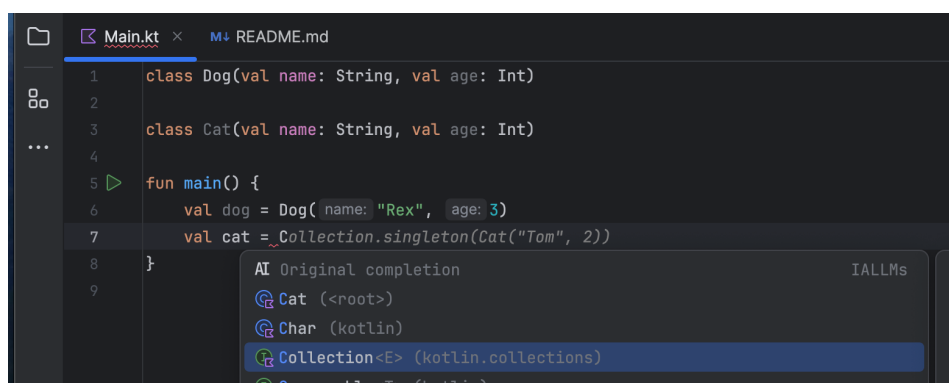 Main.kt × M↓ README.md
1 class Dog(val name: String, val age: Int)
2
3 class Cat(val name: String, val age: Int)
4
5 fun main() {
6 val dog = Dog( name: "Rex", age: 3)
7 val cat = Collection.singleton(Cat("Tom", 2))
8 }
9
AI Original completion IALLMs
Cat (<root>)
Char (kotlin)
Collection<E> (kotlin.collections)